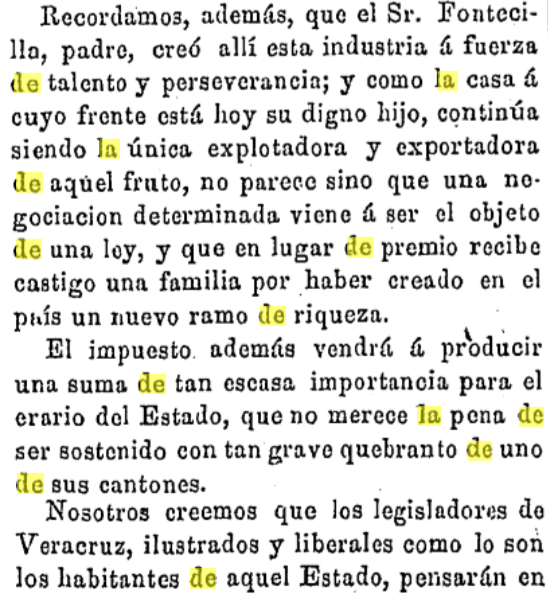 Recordamos, además, que el Sr. Fonteci-
lla, padre, creó allí esta industria á fuerza
de talento y perseverancia; y como la casa á
cuyo frente está hoy su digno hijo, continúa
siendo la única explotadora y exportadora
de aquel fruto, no parece sino que una ne-
gociacion determinada viene á ser el objeto
de una ley, y que en lugar de premio recibe
castigo una familia por haber creado en el
país un nuevo ramo de riqueza.
El impuesto además vendrá á producir
una suma de tan escasa importancia para el
erario del Estado, que no merece la pena de
ser sostenido con tan grave quebranto de uno
de sus cantones.
Nosotros creemos que los legisladores de
Veracruz, ilustrados y liberales como lo son
los habitantes de aquel Estado, pensarán en